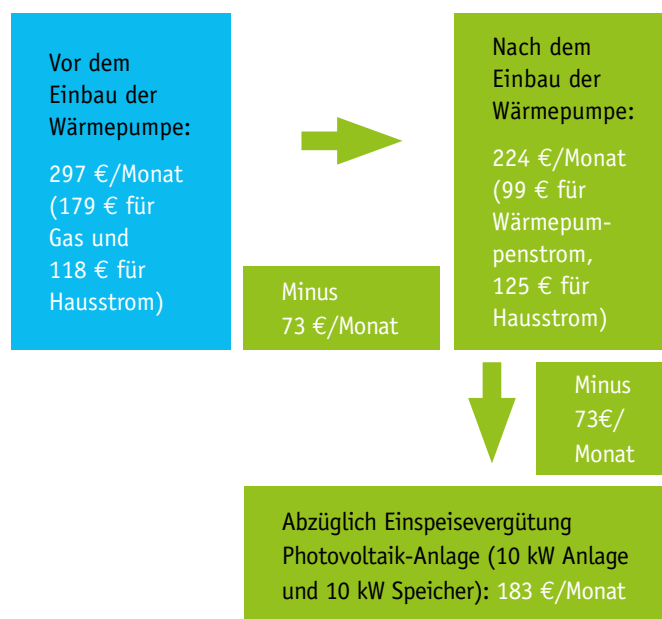 Vor dem
Einbau der
Wärmepumpe:
297 €/Monat
(179 € für
Gas und
118 € für
Hausstrom)
Minus
73 €/Monat
Nach dem
Einbau der
Wärmepumpe:
224 €/Monat
(99 € für
Wärmepum-
penstrom,
125 € für
Hausstrom)
Minus
73€/
Monat
Abzüglich Einspeisevergütung
Photovoltaik-Anlage (10 kW Anlage
und 10 kW Speicher): 183 €/Monat